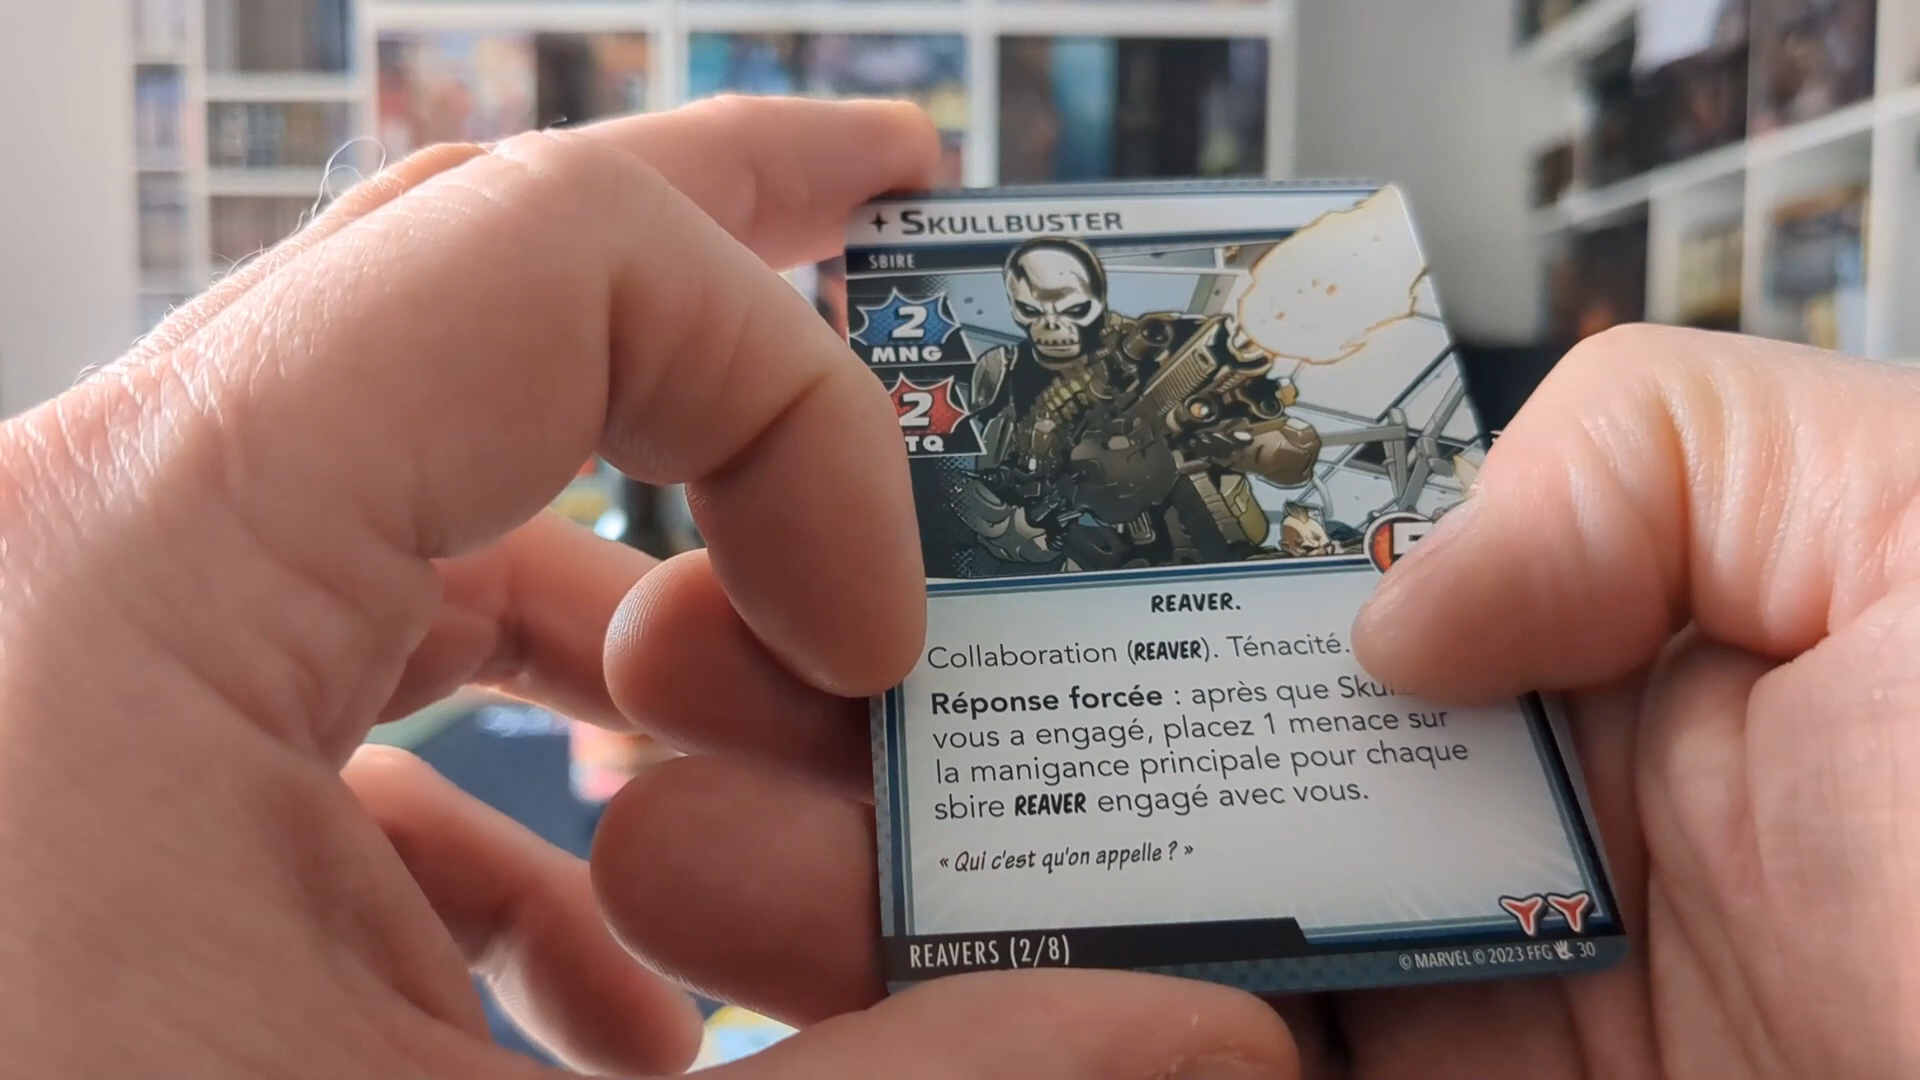 SKULLBUSTER
SBIRE
2
MNG
2
TQ
REAVER.
Collaboration (REAVER). Ténacité.
Réponse forcée : après que
vous a engagé, placez 1 menace sur
la manigance principale pour chaque
sbire REAVER engagé avec vous.
« Qui c'est qu'on appelle ? »
REAVERS (2/8)
© MARVEL © 2023 FFG 30